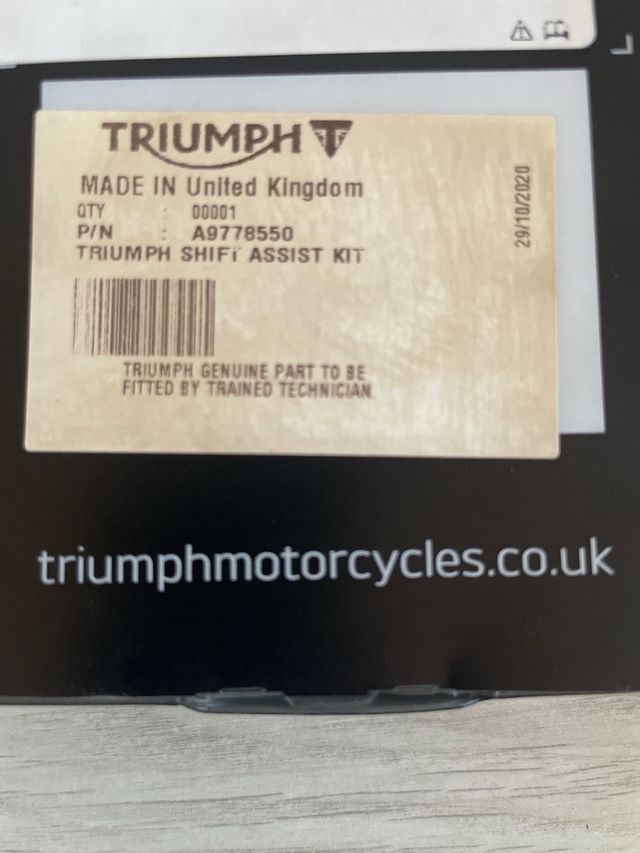 TRIUMPH
MADE IN United Kingdom
QTY : 00001
P/N : A9778550
TRIUMPH SHIFT ASSIST KIT
29/10/2020
TRIUMPH GENUINE PART TO BE
FITTED BY TRAINED TECHNICIAN
triumphmotorcycles.co.uk